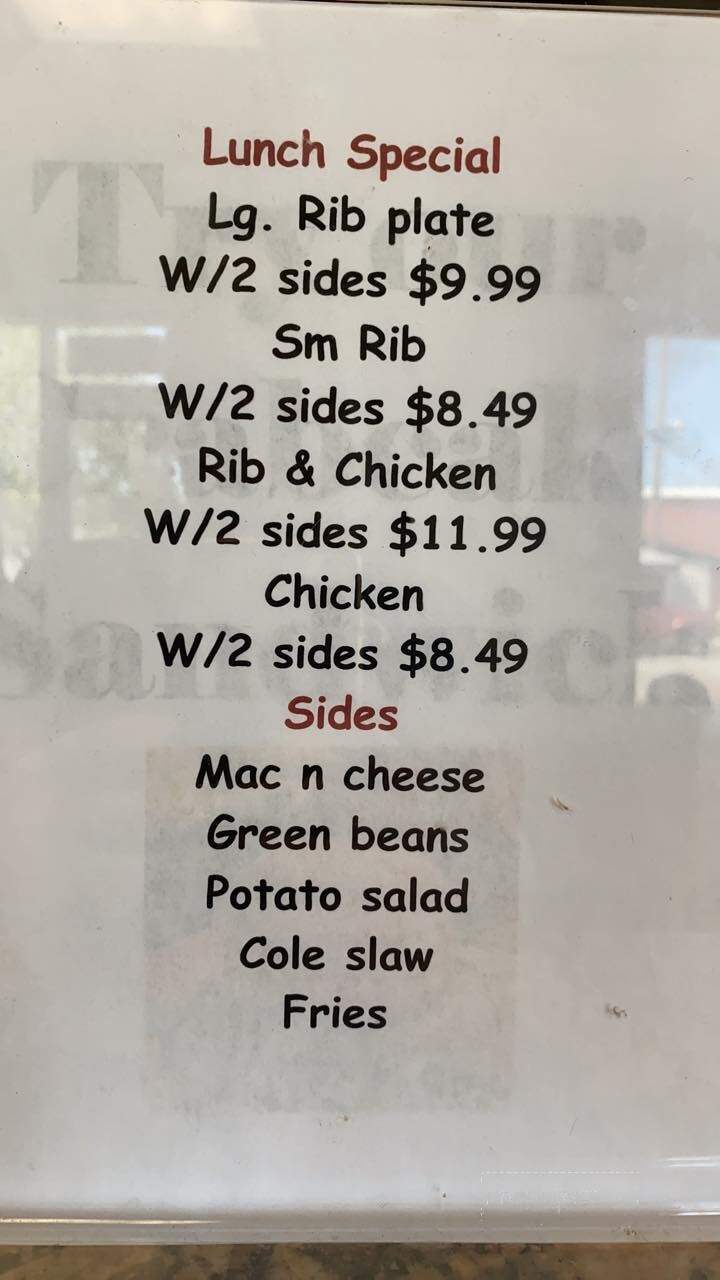 Lunch Special
Lg. Rib plate
W/2 sides $9.99
Sm Rib
W/2 sides $8.49
Rib & Chicken
W/2 sides $11.99
Chicken
W/2 sides $8.49
Sides
Mac n cheese
Green beans
Potato salad
Cole slaw
Fries